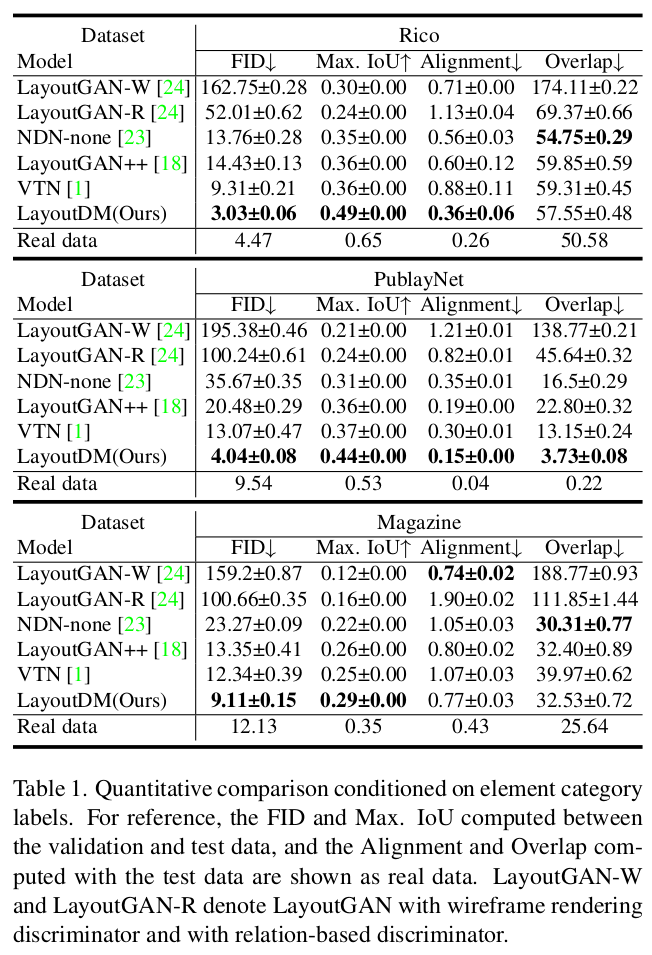 Dataset Rico
Model FID↓ Max. IoU↑ Alignment↓ Overlap↓
LayoutGAN-W [24] 162.75±0.28 0.30±0.00 0.71±0.00 174.11±0.22
LayoutGAN-R [24] 52.01±0.62 0.24±0.00 1.13±0.04 69.37±0.66
NDN-none [23] 13.76±0.28 0.35±0.00 0.56±0.03 54.75±0.29
LayoutGAN++ [18] 14.43±0.13 0.36±0.00 0.60±0.12 59.85±0.59
VTN [1] 9.31±0.21 0.36±0.00 0.88±0.11 59.31±0.45
LayoutDM(Ours) 3.03±0.06 0.49±0.00 0.36±0.06 57.55±0.48
Real data 4.47 0.65 0.26 50.58
Dataset PublayNet
Model FID↓ Max. IoU↑ Alignment↓ Overlap↓
LayoutGAN-W [24] 195.38±0.46 0.21±0.00 1.21±0.01 138.77±0.21
LayoutGAN-R [24] 100.24±0.61 0.24±0.00 0.82±0.01 45.64±0.32
NDN-none [23] 35.67±0.35 0.31±0.00 0.35±0.01 16.5±0.29
LayoutGAN++ [18] 20.48±0.29 0.36±0.00 0.19±0.00 22.80±0.32
VTN [1] 13.07±0.47 0.37±0.00 0.30±0.01 13.15±0.24
LayoutDM(Ours) 4.04±0.08 0.44±0.00 0.15±0.00 3.73±0.08
Real data 9.54 0.53 0.04 0.22
Dataset Magazine
Model FID↓ Max. IoU↑ Alignment↓ Overlap↓
LayoutGAN-W [24] 159.2±0.87 0.12±0.00 0.74±0.02 188.77±0.93
LayoutGAN-R [24] 100.66±0.35 0.16±0.00 1.90±0.02 111.85±1.44
NDN-none [23] 23.27±0.09 0.22±0.00 1.05±0.03 30.31±0.77
LayoutGAN++ [18] 13.35±0.41 0.26±0.00 0.80±0.02 32.40±0.89
VTN [1] 12.34±0.39 0.25±0.00 1.07±0.03 39.97±0.62
LayoutDM(Ours) 9.11±0.15 0.29±0.00 0.77±0.03 32.53±0.72
Real data 12.13 0.35 0.43 25.64
Table 1. Quantitative comparison conditioned on element category
labels. For reference, the FID and Max. IoU computed between
the validation and test data, and the Alignment and Overlap com-
puted with the test data are shown as real data. LayoutGAN-W
and LayoutGAN-R denote LayoutGAN with wireframe rendering
discriminator and with relation-based discriminator.